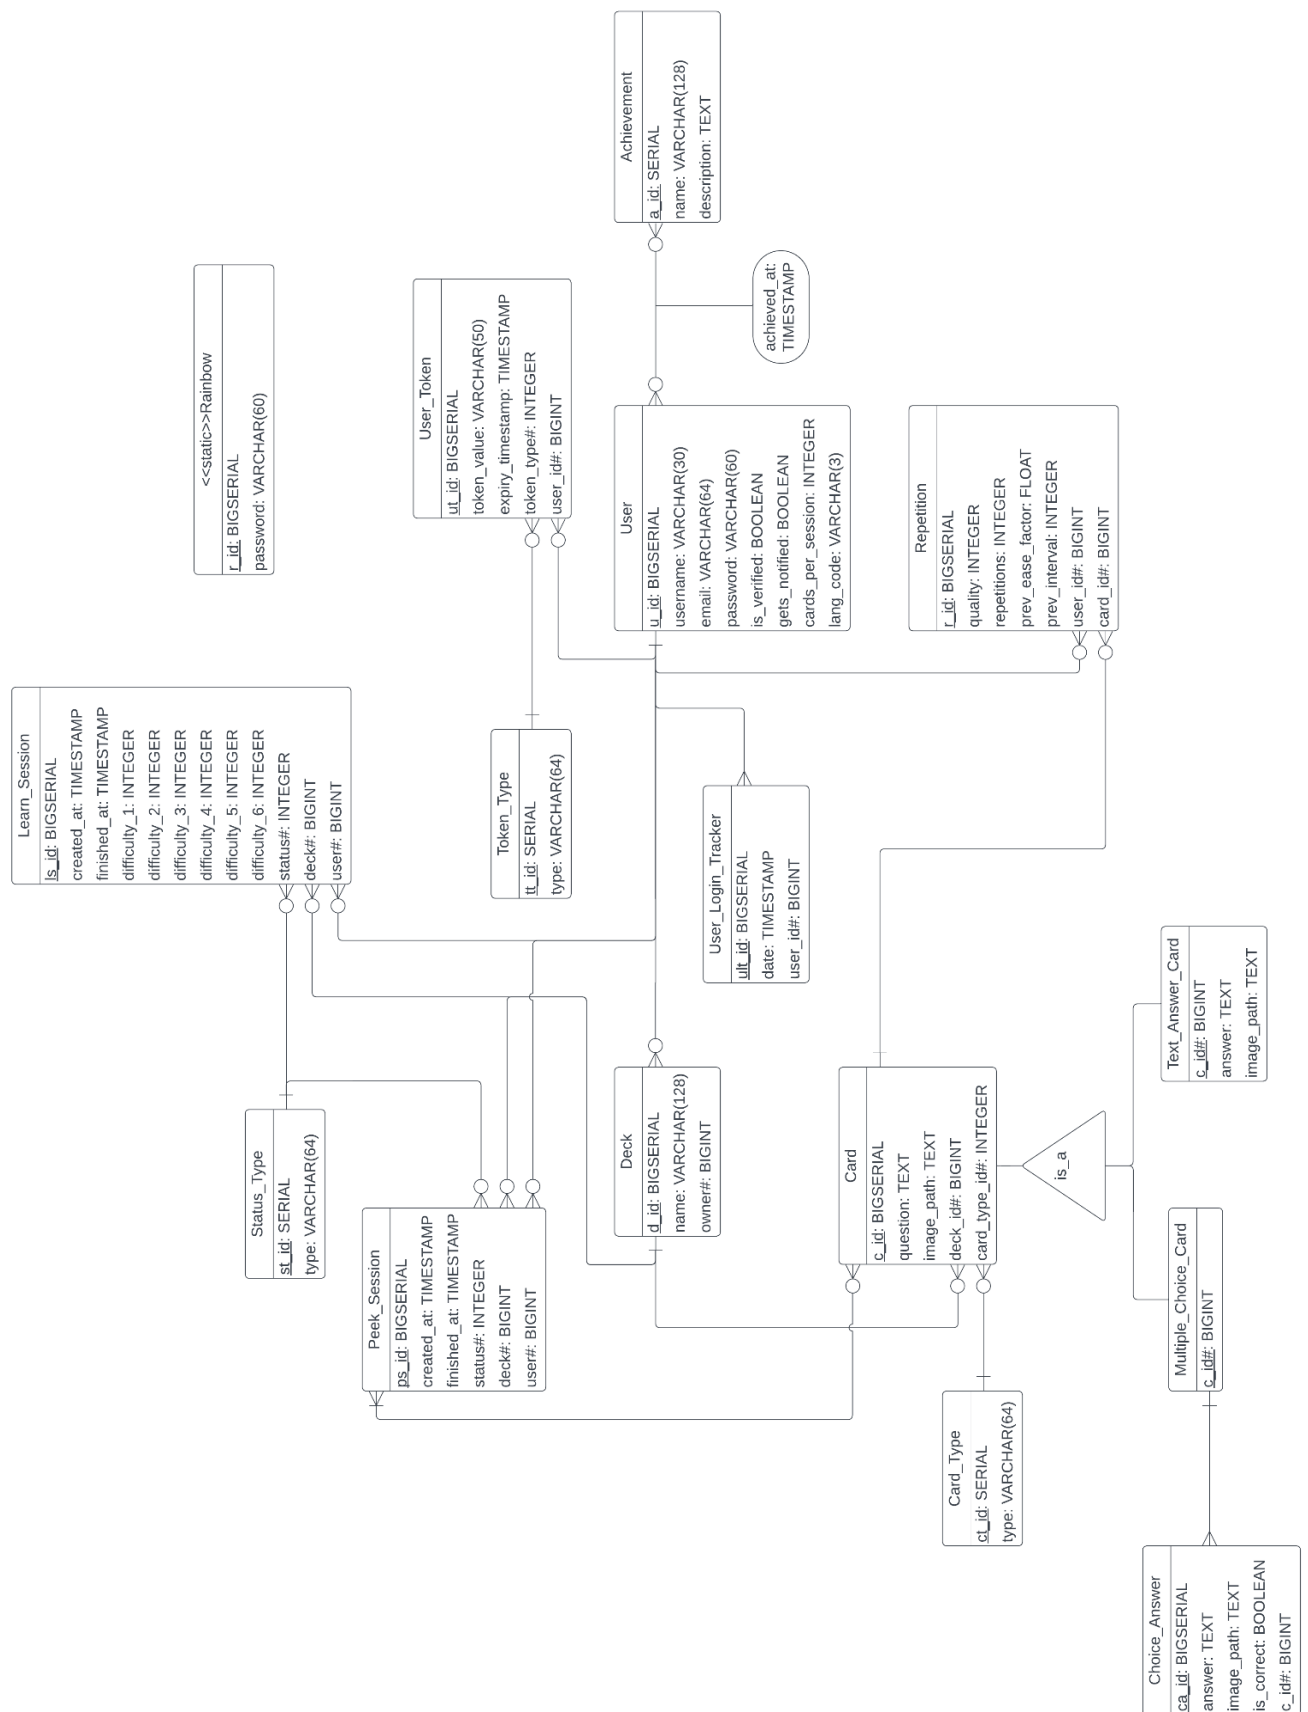 Achievement
a_id: SERIAL
name: VARCHAR(128)
description: TEXT
achieved_at:
TIMESTAMP
<<static>>Rainbow
r_id: BIGSERIAL
password: VARCHAR(60)
User_Token
ut_id: BIGSERIAL
token_value: VARCHAR(50)
expiry_timestamp: TIMESTAMP
token_type#: INTEGER
user_id#: BIGINT
User
u_id: BIGSERIAL
username: VARCHAR(30)
email: VARCHAR(64)
password: VARCHAR(60)
is_verified: BOOLEAN
gets_notified: BOOLEAN
cards_per_session: INTEGER
lang_code: VARCHAR(3)
Repetition
r_id: BIGSERIAL
quality: INTEGER
repetitions: INTEGER
prev_ease_factor: FLOAT
prev_interval: INTEGER
user_id#: BIGINT
card_id#: BIGINT
Learn_Session
ls_id: BIGSERIAL
created_at: TIMESTAMP
finished_at: TIMESTAMP
difficulty_1: INTEGER
difficulty_2: INTEGER
difficulty_3: INTEGER
difficulty_4: INTEGER
difficulty_5: INTEGER
difficulty_6: INTEGER
status#: INTEGER
deck#: BIGINT
user#: BIGINT
Token_Type
tt_id: SERIAL
type: VARCHAR(64)
User_Login_Tracker
ult_id: BIGSERIAL
date: TIMESTAMP
user_id#: BIGINT
Text_Answer_Card
c_id#: BIGINT
answer: TEXT
image_path: TEXT
Status_Type
st_id: SERIAL
type: VARCHAR(64)
Peek_Session
ps_id: BIGSERIAL
created_at: TIMESTAMP
finished_at: TIMESTAMP
status#: INTEGER
deck#: BIGINT
user#: BIGINT
Deck
d_id: BIGSERIAL
name: VARCHAR(128)
owner#: BIGINT
Card
c_id: BIGSERIAL
question: TEXT
image_path: TEXT
deck_id#: BIGINT
card_type_id#: INTEGER
is_a
Multiple_Choice_Card
c_id#: BIGINT
Card_Type
ct_id: SERIAL
type: VARCHAR(64)
Choice_Answer
ca_id: BIGSERIAL
answer: TEXT
image_path: TEXT
is_correct: BOOLEAN
c_id#: BIGINT